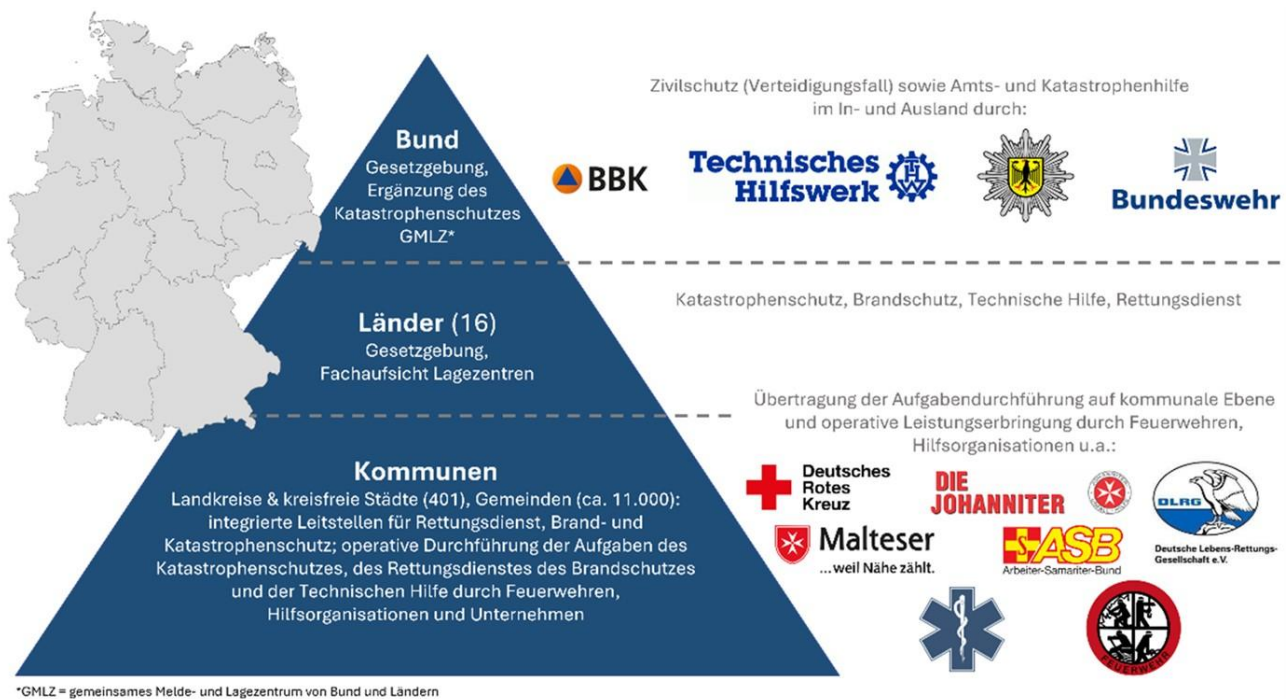 Zivilschutz (Verteidigungsfall) sowie Amts- und Katastrophenhilfe
im In- und Ausland durch:
Bund
Gesetzgebung,
Ergänzung des
Katastrophenschutzes
GMLZ*
BBK
Technisches
Hilfswerk
THW
Bundeswehr
Katastrophenschutz, Brandschutz, Technische Hilfe, Rettungsdienst
Länder (16)
Gesetzgebung,
Fachaufsicht Lagezentren
Übertragung der Aufgabendurchführung auf kommunale Ebene
und operative Leistungserbringung durch Feuerwehren,
Hilfsorganisationen u.a.:
Kommunen
Landkreise & kreisfreie Städte (401), Gemeinden (ca. 11.000):
integrierte Leitstellen für Rettungsdienst, Brand- und
Katastrophenschutz; operative Durchführung der Aufgaben des
Katastrophenschutzes, des Rettungsdienstes des Brandschutzes
und der Technischen Hilfe durch Feuerwehren,
Hilfsorganisationen und Unternehmen
Deutsches
Rotes
Kreuz
DIE
JOHANNITER
DLRG
Deutsche Lebens-Rettungs-
Gesellschaft e.V.
Malteser
...weil Nähe zählt.
ASB
Arbeiter-Samariter-Bund
FEUERWEHR
*GMLZ = gemeinsames Melde- und Lagezentrum von Bund und Ländern